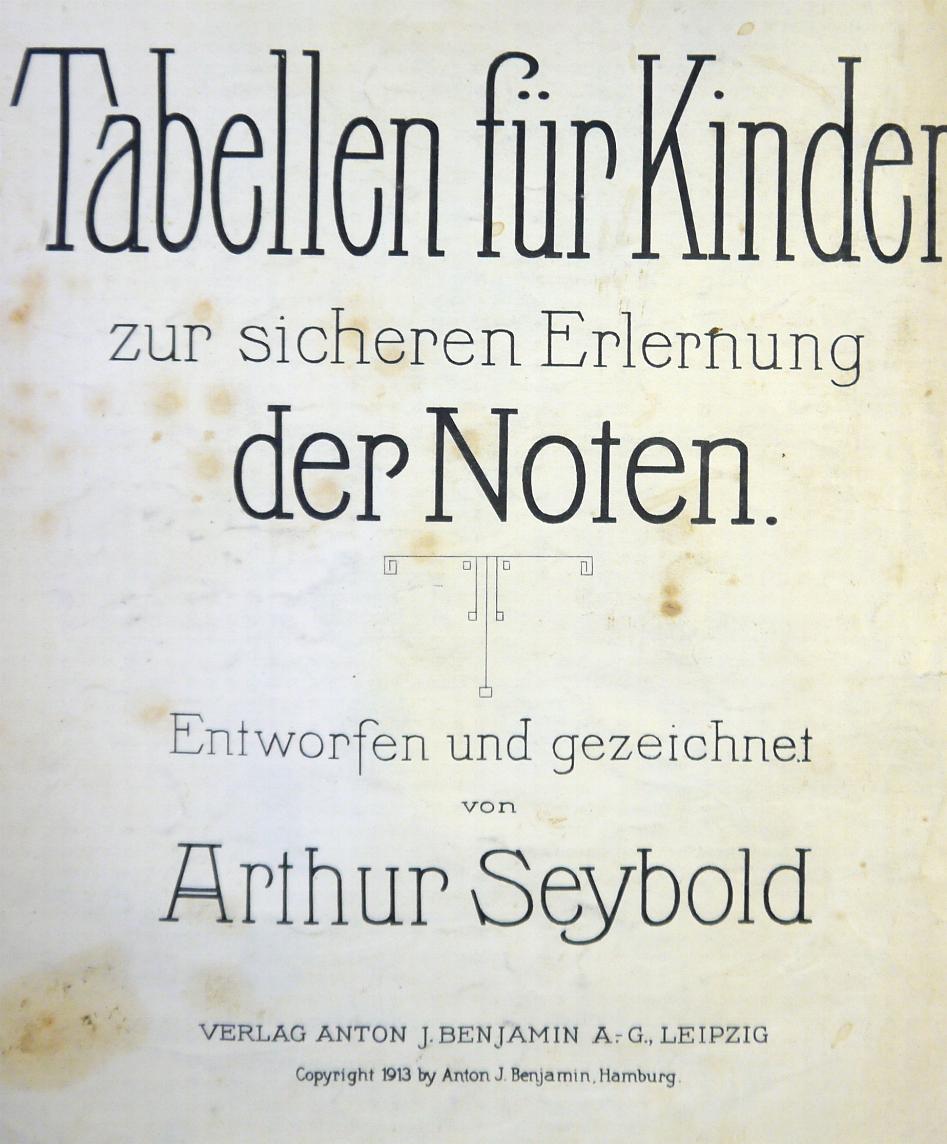 Tabellen für Kinder
zur sicheren Erlernung
der Noten.
Entworfen und gezeichnet
von
Arthur Seybold
VERLAG ANTON J. BENJAMIN A.-G., LEIPZIG
Copyright 1913 by Anton J. Benjamin, Hamburg.